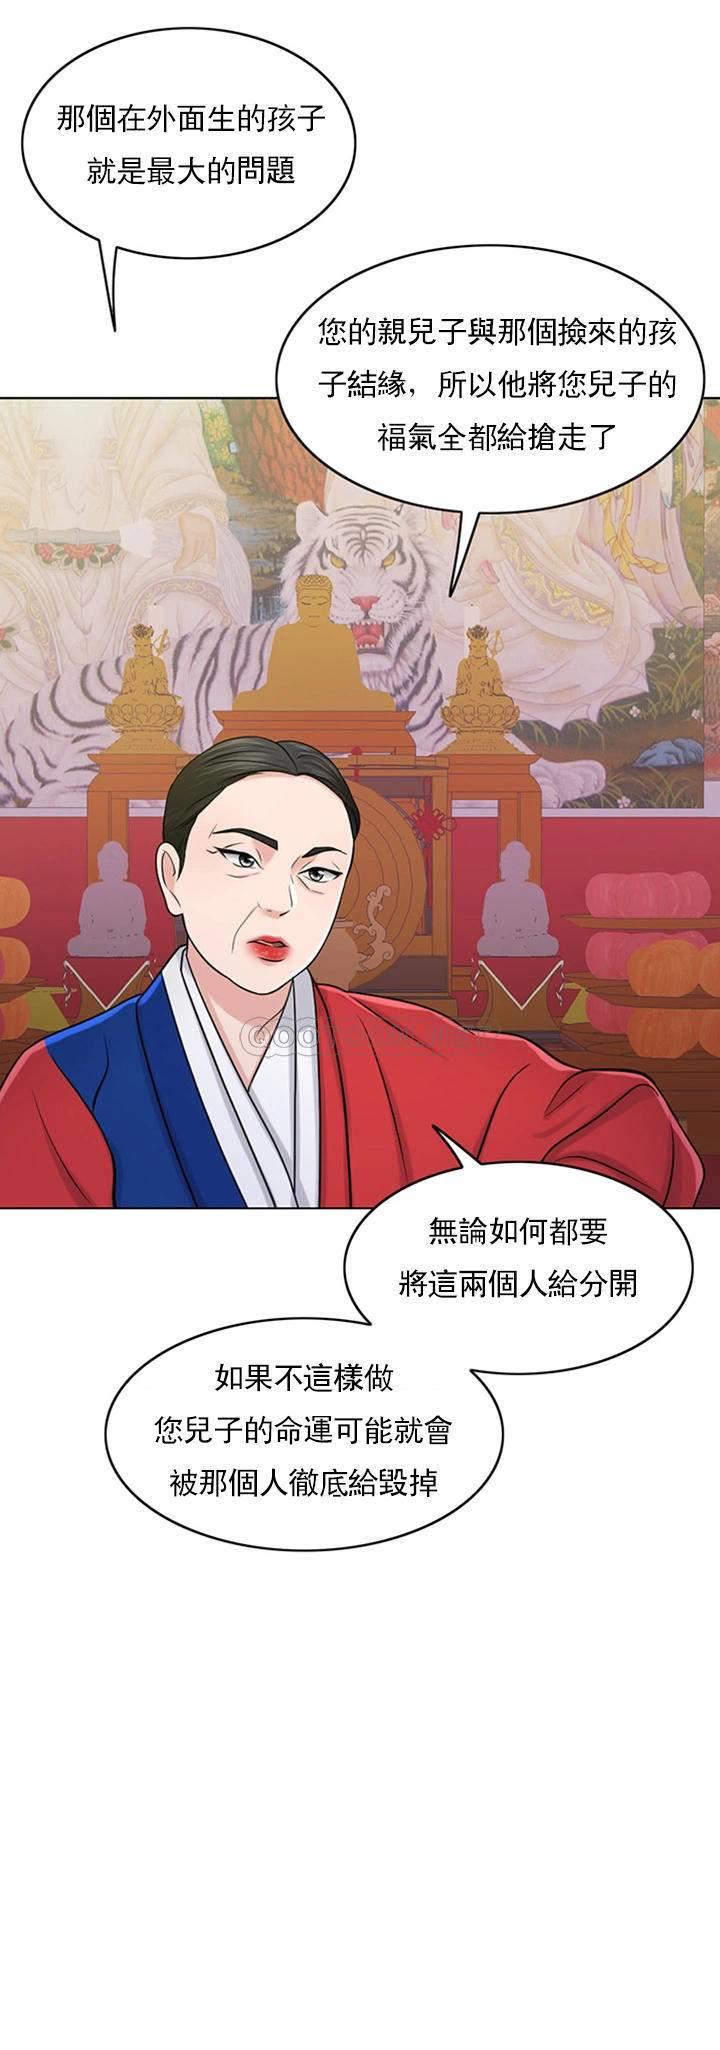 那個在外面生的孩子
就是最大的問題
您的親兒子與那個撿來的孩
子結緣，所以他將您兒子的
福氣全都給搶走了
無論如何都要
將這兩個人給分開
如果不這樣做
您兒子的命運可能就會
被那個人徹底給毀掉